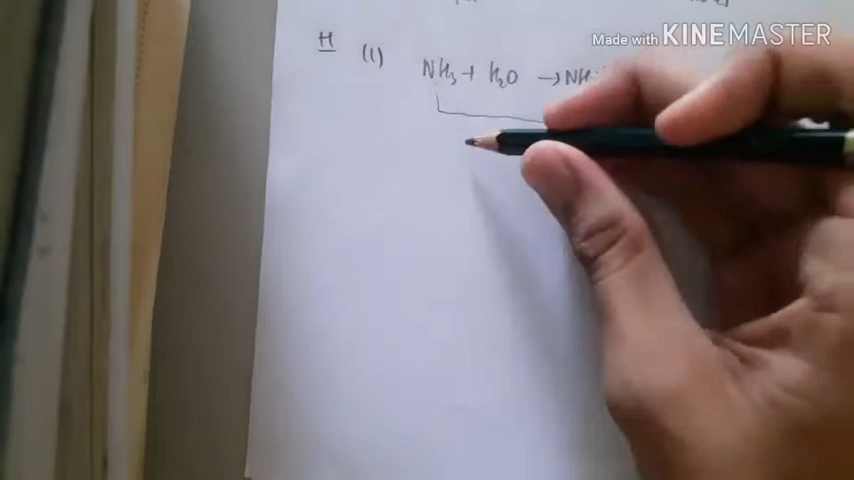 Made with KINEMASTER
H (1) NH₃ + H₂O → NH